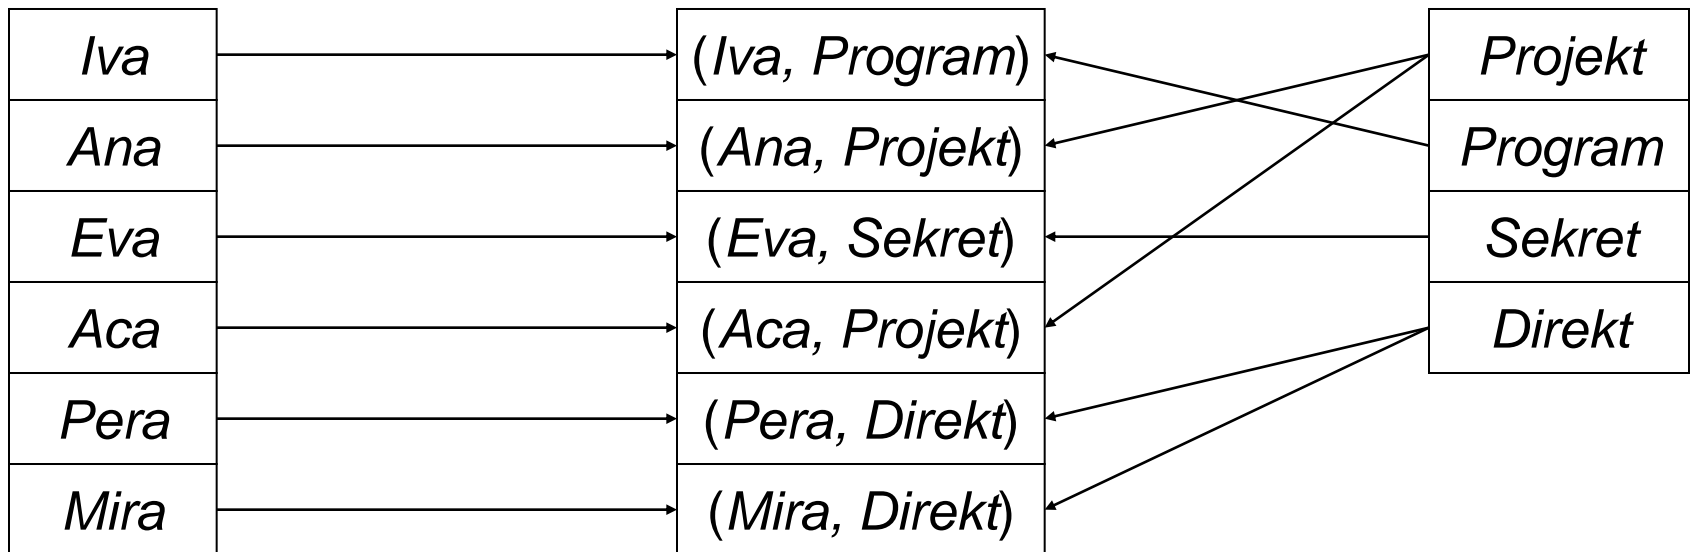 Iva (Iva, Program) Projekt
Ana (Ana, Projekt) Program
Eva (Eva, Sekret) Sekret
Aca (Aca, Projekt) Direkt
Pera (Pera, Direkt)
Mira (Mira, Direkt)